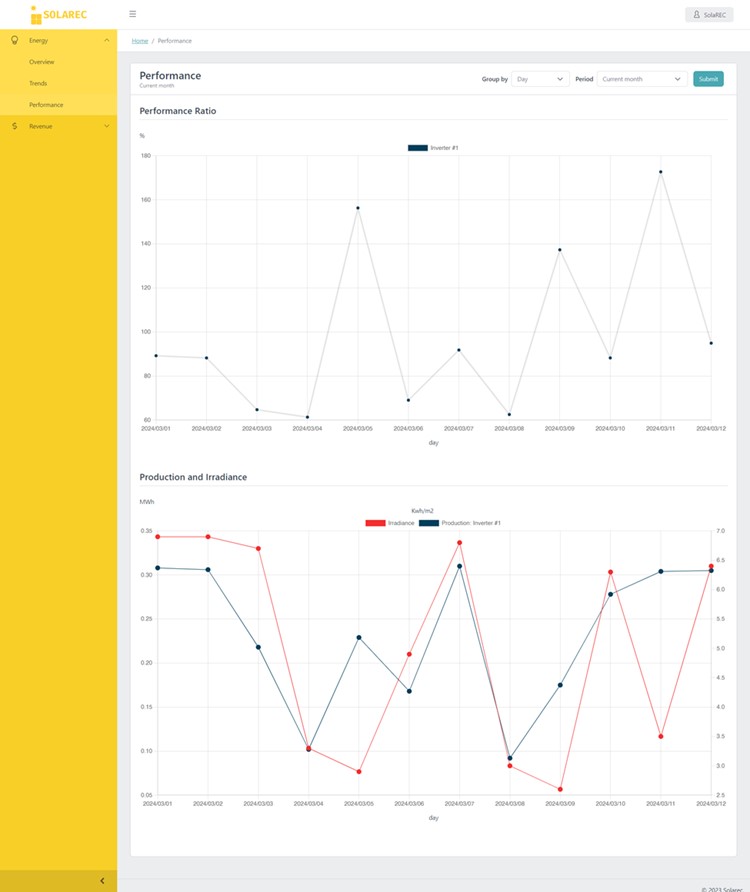 SOLAREC
SolaREC
Energy
Overview
Trends
Performance
Revenue
Home / Performance
Performance
Current month
Group by Day Period Current month Submit
Performance Ratio
%
Inverter #1
180
160
140
120
100
80
60
2024/03/01 2024/03/02 2024/03/03 2024/03/04 2024/03/05 2024/03/06 2024/03/07 2024/03/08 2024/03/09 2024/03/10 2024/03/11 2024/03/12
day
Production and Irradiance
MWh
Kwh/m2
Irradiance Production: Inverter #1
0.35 7.0
0.30 6.5
6.0
0.25 5.5
0.20 5.0
4.5
0.15 4.0
3.5
0.10 3.0
0.05 2.5
2024/03/01 2024/03/02 2024/03/03 2024/03/04 2024/03/05 2024/03/06 2024/03/07 2024/03/08 2024/03/09 2024/03/10 2024/03/11 2024/03/12
day
© 2023 Solarec